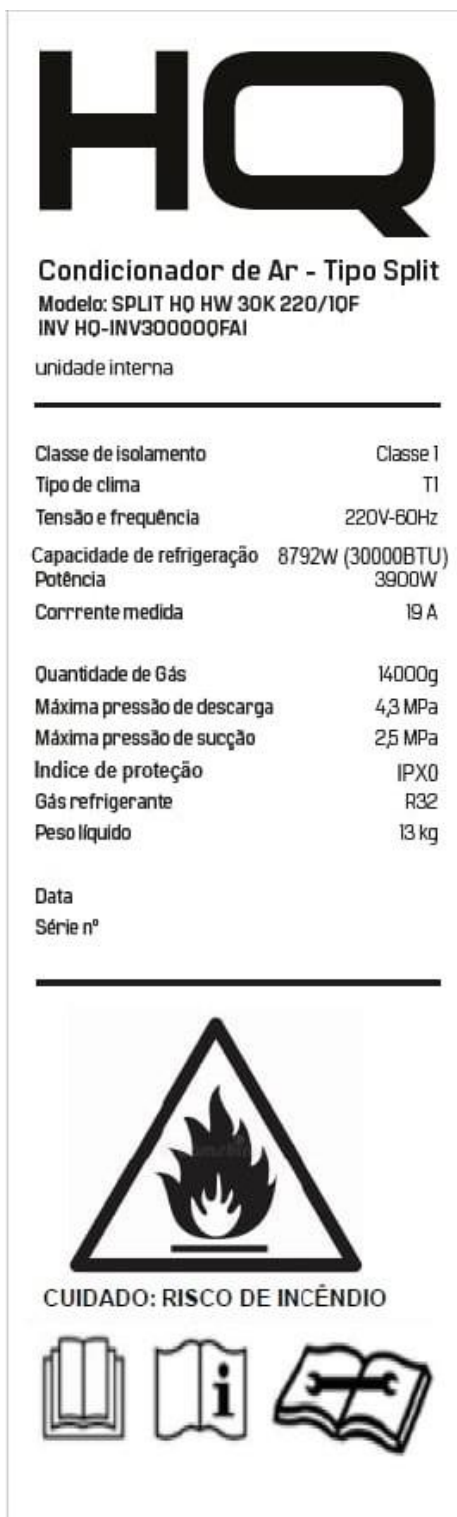 HQ
Condicionador de Ar - Tipo Split
Modelo: SPLIT HQ HW 30K 220/1QF
INV HQ-INV30000QFAI
unidade interna
Classe de isolamento Classe 1
Tipo de clima T1
Tensão e frequência 220V-60Hz
Capacidade de refrigeração 8792W (30000BTU)
Potência 3900W
Corrrente medida 19 A
Quantidade de Gás 14000g
Máxima pressão de descarga 4,3 MPa
Máxima pressão de sucção 2,5 MPa
Indice de proteção IPX0
Gás refrigerante R32
Peso líquido 13 kg
Data
Série nº
CUIDADO: RISCO DE INCÊNDIO
i